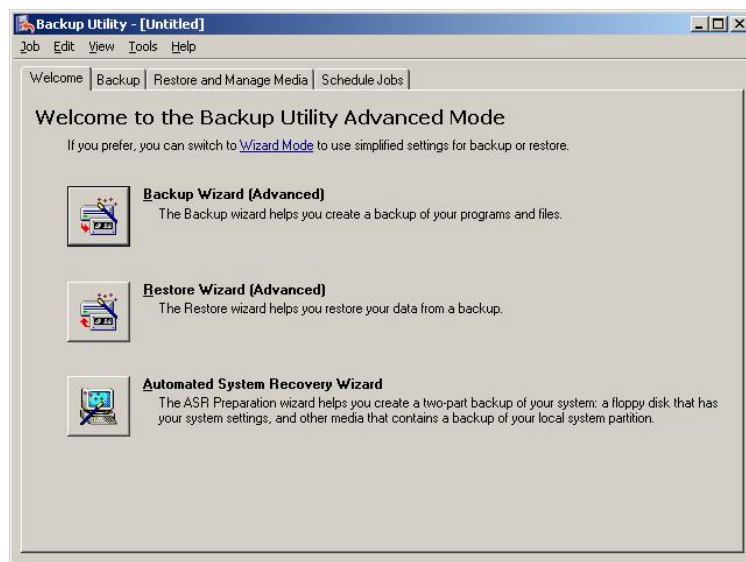 Backup Utility - [Untitled]
Job Edit View Tools Help
Welcome Backup Restore and Manage Media Schedule Jobs
Welcome to the Backup Utility Advanced Mode
If you prefer, you can switch to Wizard Mode to use simplified settings for backup or restore.
Backup Wizard (Advanced)
The Backup wizard helps you create a backup of your programs and files.
Restore Wizard (Advanced)
The Restore wizard helps you restore your data from a backup.
Automated System Recovery Wizard
The ASR Preparation wizard helps you create a two-part backup of your system: a floppy disk that has
your system settings, and other media that contains a backup of your local system partition.